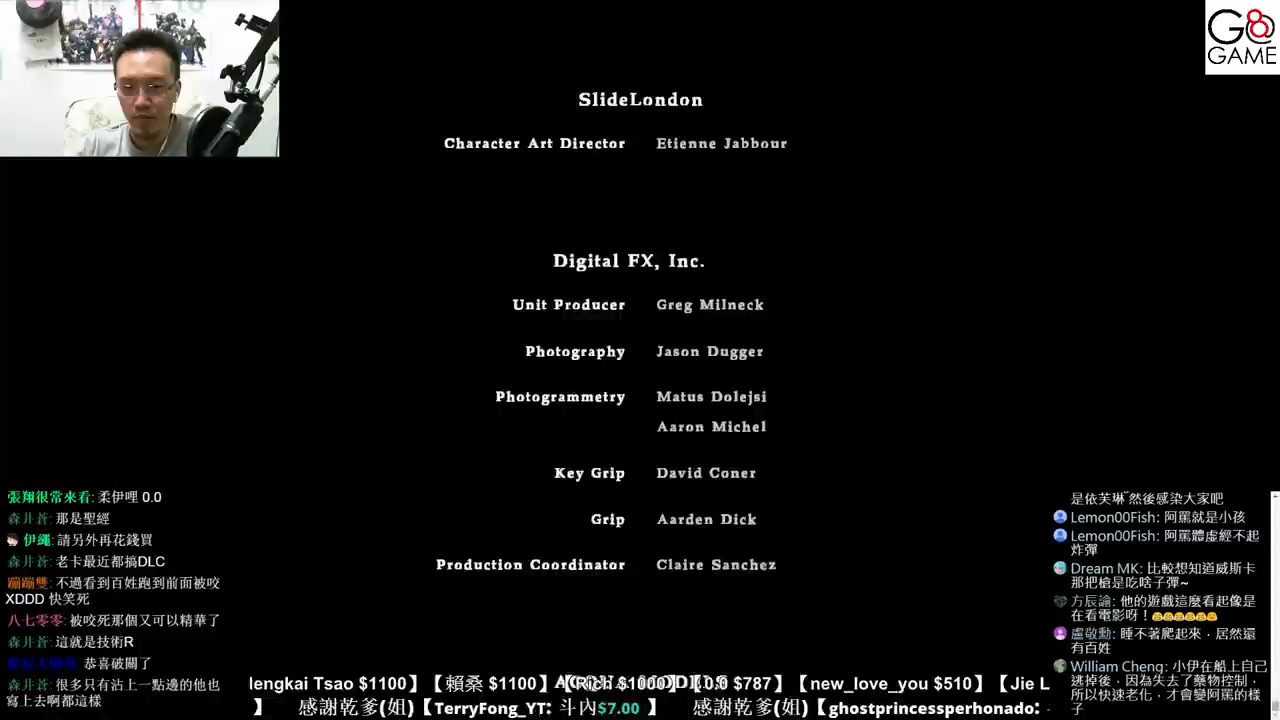 G8
GAME
SlideLondon
Character Art Director Etienne Jabbour
Digital FX, Inc.
Unit Producer Greg Milneck
Photography Jason Dugger
Photogrammetry Matus Dolejsi
Aaron Michel
Key Grip David Coner
Grip Aarden Dick
Production Coordinator Claire Sanchez
張翔很常來看: 柔伊哩 0.0
森井蒼: 那是聖經
伊繩: 請另外再花錢買
森井蒼: 老卡最近都搞DLC
蹦蹦雙: 不過看到百姓跑到前面被咬
XDDD 快笑死
八七零零: 被咬死那個又可以精華了
森井蒼: 這就是技術R
恭喜破關了
森井蒼: 很多只有沾上一點邊的他也
寫上去啊都這樣
是依芙琳 然後感染大家吧
Lemon00Fish: 阿罵就是小孩
Lemon00Fish: 阿罵體虛經不起
炸彈
Dream MK: 比較想知道威斯卡
那把槍是吃啥子彈~
方辰諭: 他的遊戲這麼看起像是
在看電影呀！
盧敬勳: 睡不著爬起來，居然還
有百姓
William Cheng: 小伊在船上自己
逃掉後，因為失去了藥物控制，
所以快速老化，才會變阿罵的樣
子
lengkai Tsao $1100】【賴桑 $1100】【Rich $1000】【0.0 $787】【new_love_you $510】【Jie L
】 感謝乾爹(姐)【TerryFong_YT: 斗內$7.00 】 感謝乾爹(姐)【ghostprincessperhonado: